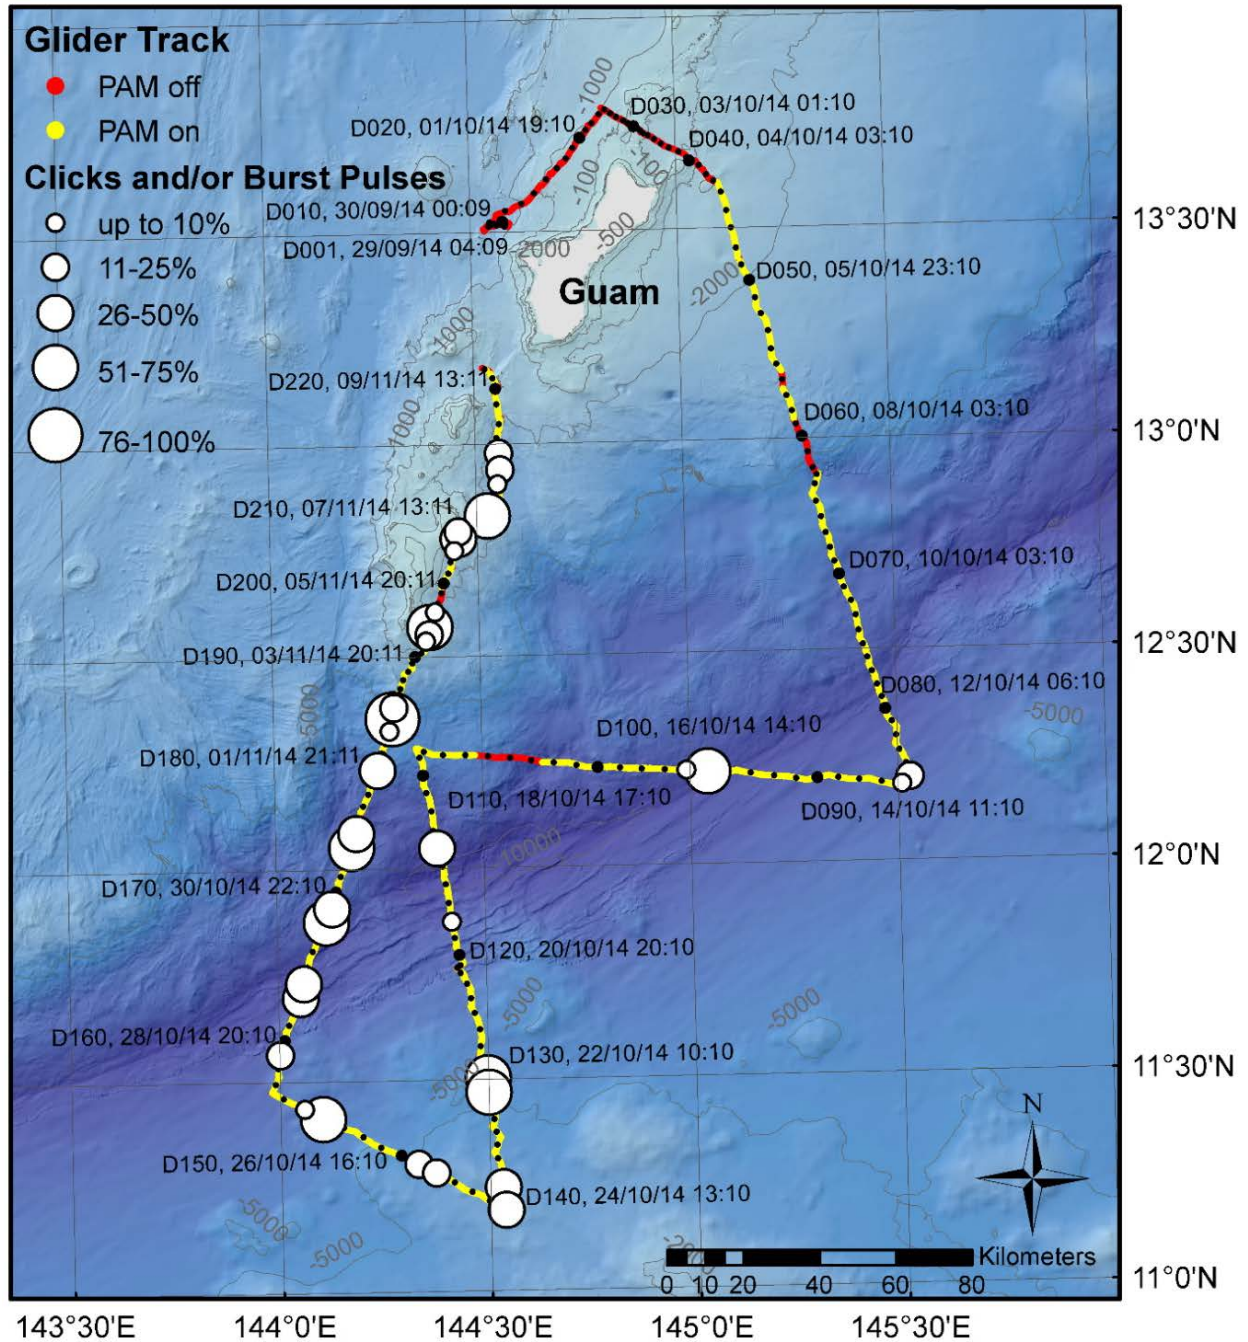 Glider Track
PAM off
PAM on
Clicks and/or Burst Pulses
up to 10%
11-25%
26-50%
51-75%
76-100%
-1000
D030, 03/10/14 01:10
D020, 01/10/14 19:10
D040, 04/10/14 03:10
-100
-100
D010, 30/09/14 00:09
-500
13°30'N
D001, 29/09/14 04:09
-2000
D050, 05/10/14 23:10
-2000
Guam
-1000
D220, 09/11/14 13:11
D060, 08/10/14 03:10
-1000
13°0'N
D210, 07/11/14 13:11
D070, 10/10/14 03:10
D200, 05/11/14 20:11
12°30'N
D190, 03/11/14 20:11
D080, 12/10/14 06:10
-5000
-5000
D100, 16/10/14 14:10
D180, 01/11/14 21:11
D110, 18/10/14 17:10
D090, 14/10/14 11:10
-10000
12°0'N
D170, 30/10/14 22:10
D120, 20/10/14 20:10
-5000
-5000
D160, 28/10/14 20:10
D130, 22/10/14 10:10
11°30'N
-5000
N
D150, 26/10/14 16:10
D140, 24/10/14 13:10
-5000
-5000
Kilometers
0 10 20 40 60 80
11°0'N
143°30'E 144°0'E 144°30'E 145°0'E 145°30'E